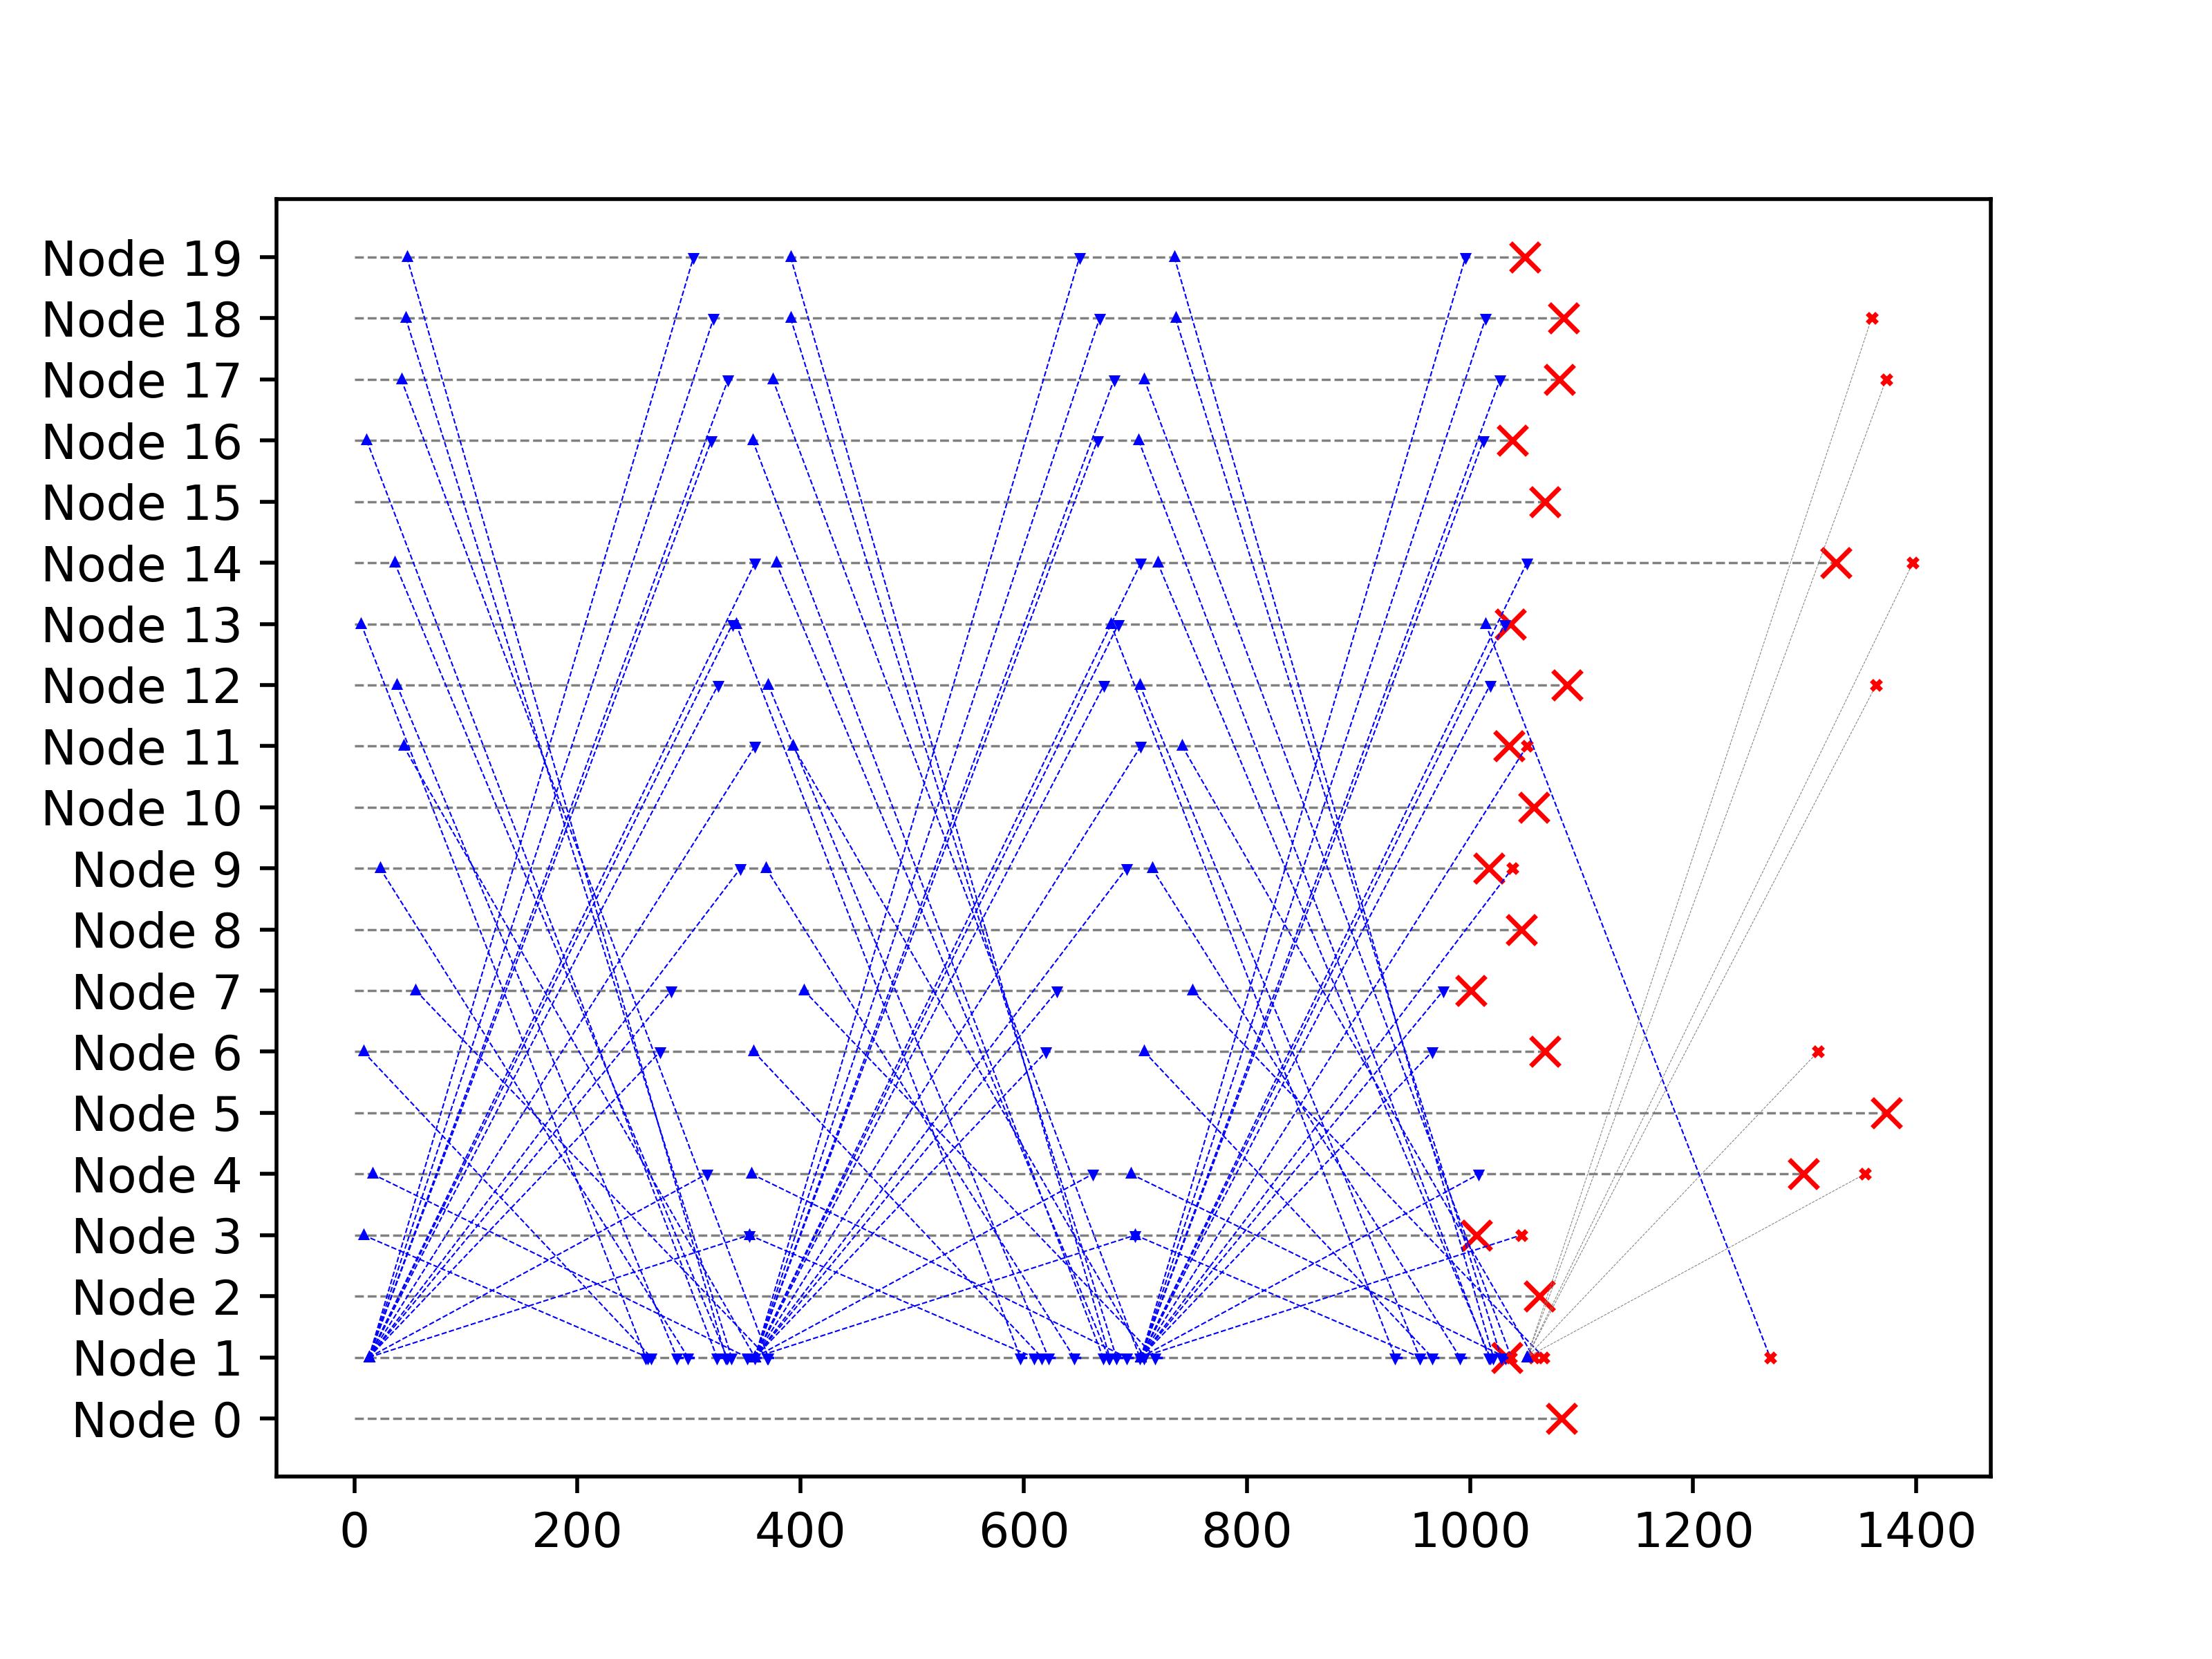 Node 19
Node 18
Node 17
Node 16
Node 15
Node 14
Node 13
Node 12
Node 11
Node 10
Node 9
Node 8
Node 7
Node 6
Node 5
Node 4
Node 3
Node 2
Node 1
Node 0
0 200 400 600 800 1000 1200 1400